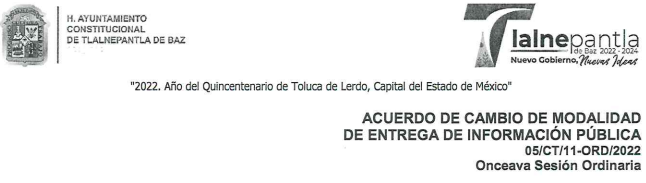 H. AYUNTAMIENTO
CONSTITUCIONAL
DE TLALNEPANTLA DE BAZ
Tlalnepantla
de Baz 2022 - 2024
Nuevo Gobierno, Nuevas Ideas
"2022. Año del Quincentenario de Toluca de Lerdo, Capital del Estado de México"
ACUERDO DE CAMBIO DE MODALIDAD
DE ENTREGA DE INFORMACIÓN PÚBLICA
05/CT/11-ORD/2022
Onceava Sesión Ordinaria